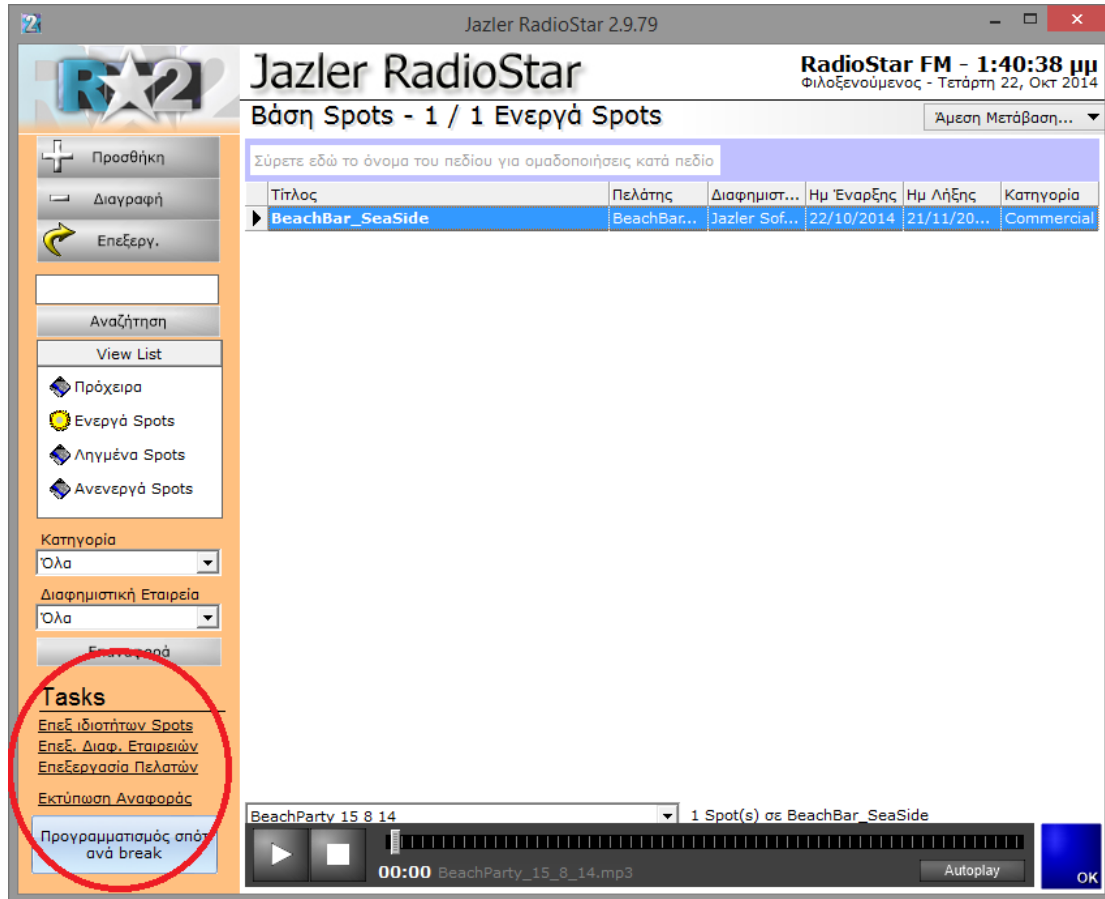 2
Jazler RadioStar 2.9.79
R 2
Jazler RadioStar
RadioStar FM - 1:40:38 μμ
Φιλοξενούμενος - Τετάρτη 22, Οκτ 2014
Βάση Spots - 1 / 1 Ενεργά Spots
Άμεση Μετάβαση...
Προσθήκη
Διαγραφή
Επεξεργ.
Αναζήτηση
View List
Πρόχειρα
Ενεργά Spots
Ληγμένα Spots
Ανενεργά Spots
Κατηγορία
Όλα
Διαφημιστική Εταιρεία
Όλα
Επαναφορά
Tasks
Επεξ ιδιοτήτων Spots
Επεξ. Διαφ. Εταιρειών
Επεξεργασία Πελατών
Εκτύπωση Αναφοράς
Προγραμματισμός σπότ
ανά break
Σύρετε εδώ το όνομα του πεδίου για ομαδοποιήσεις κατά πεδίο
Τίτλος Πελάτης Διαφημιστ... Ημ Έναρξης Ημ Λήξης Κατηγορία
BeachBar_SeaSide BeachBar... Jazler Sof... 22/10/2014 21/11/20... Commercial
BeachParty 15 8 14 1 Spot(s) σε BeachBar_SeaSide
00:00 BeachParty_15_8_14.mp3
Autoplay
OK